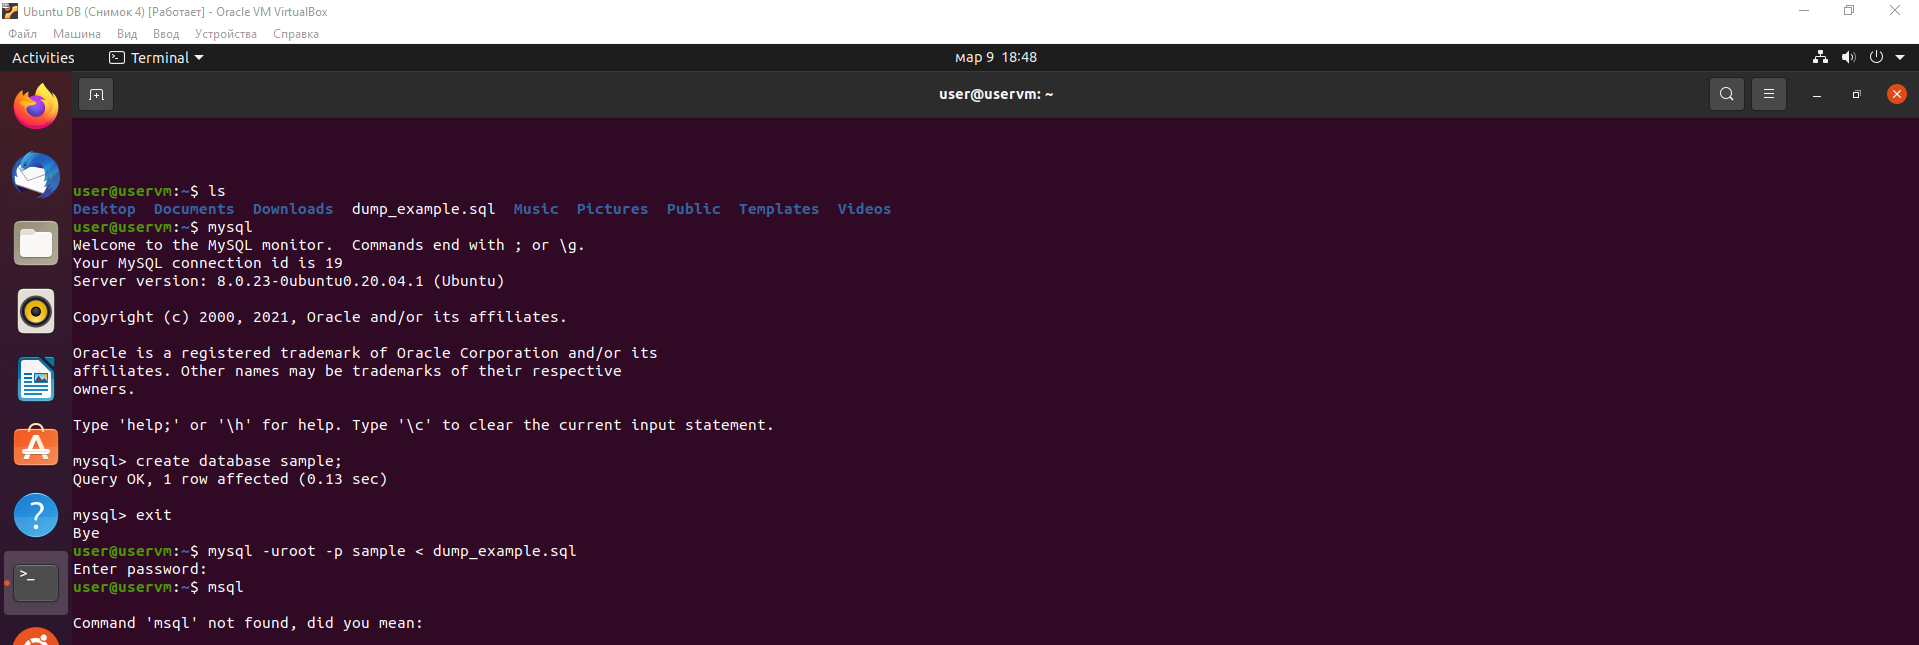 Ubuntu DB (Снимок 4) [Работает] - Oracle VM VirtualBox
Файл Машина Вид Ввод Устройства Справка
Activities Terminal мар 9 18:48
user@uservm: ~
user@uservm:~$ ls
Desktop Documents Downloads dump_example.sql Music Pictures Public Templates Videos
user@uservm:~$ mysql
Welcome to the MySQL monitor.  Commands end with ; or \g.
Your MySQL connection id is 19
Server version: 8.0.23-0ubuntu0.20.04.1 (Ubuntu)
Copyright (c) 2000, 2021, Oracle and/or its affiliates.
Oracle is a registered trademark of Oracle Corporation and/or its
affiliates. Other names may be trademarks of their respective
owners.
Type 'help;' or '\h' for help. Type '\c' to clear the current input statement.
mysql> create database sample;
Query OK, 1 row affected (0.13 sec)
mysql> exit
Bye
user@uservm:~$ mysql -uroot -p sample < dump_example.sql
Enter password:
user@uservm:~$ msql
Command 'msql' not found, did you mean: